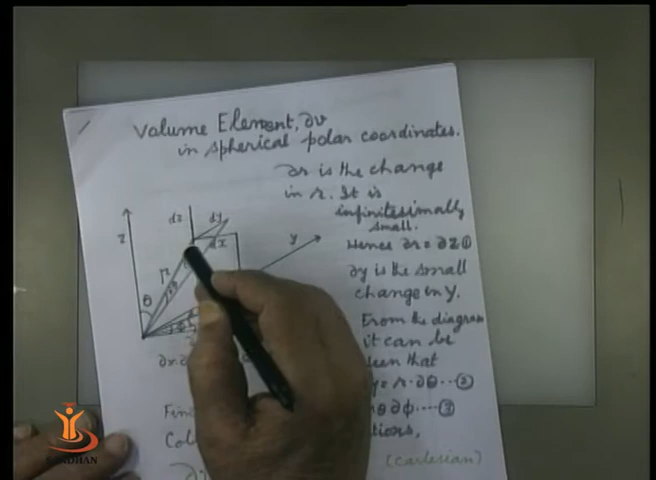 Volume Element, ∂v
in spherical polar coordinates.
∂r is the change
in r. It is
infinitesimally
small.
Hence ∂r = ∂z ①
∂y is the small
change in y.
From the diagram
it can be
seen that
= r·∂θ --- ②
θ ∂ϕ ---- ③
tions,
(Cartesian)
z
dz
dy
dx
y
r
θ
∂θ
∂x.
Fin
Col